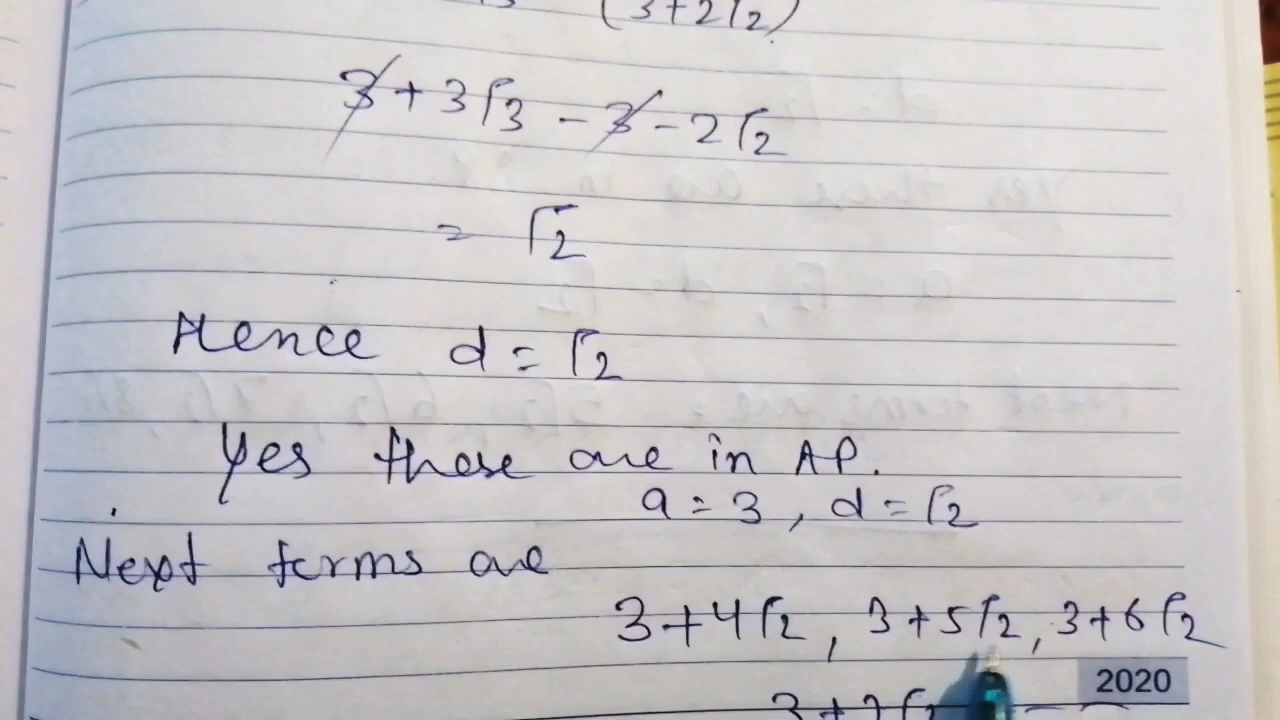 (3+2√2)
3 + 3√3 - 3 - 2√2
= √2
Hence d = √2
Yes these are in AP.
a = 3, d = √2
Next terms are
3+4√2, 3+5√2, 3+6√2
2020